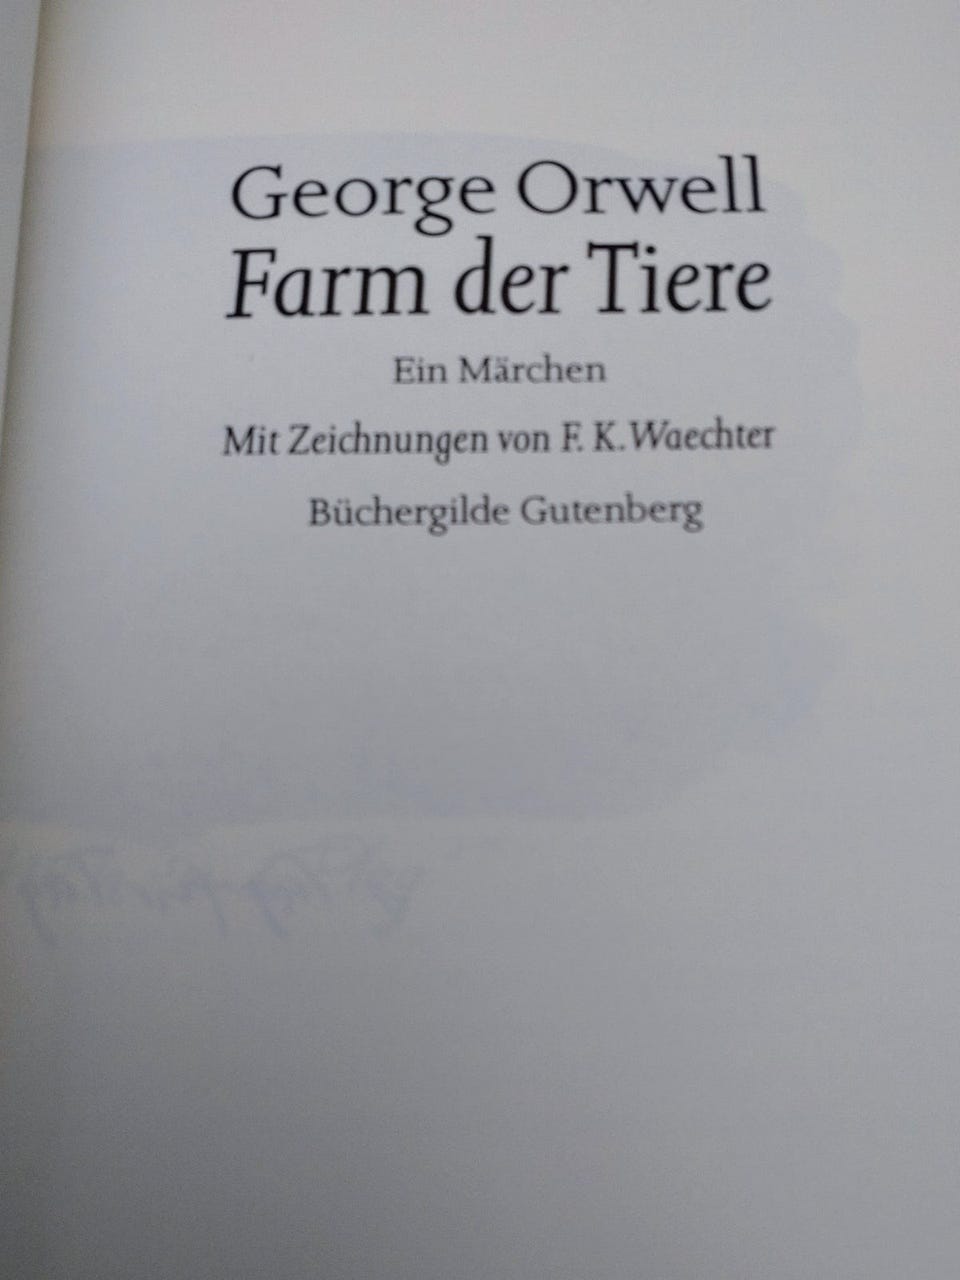 George Orwell
Farm der Tiere
Ein Märchen
Mit Zeichnungen von F. K. Waechter
Büchergilde Gutenberg